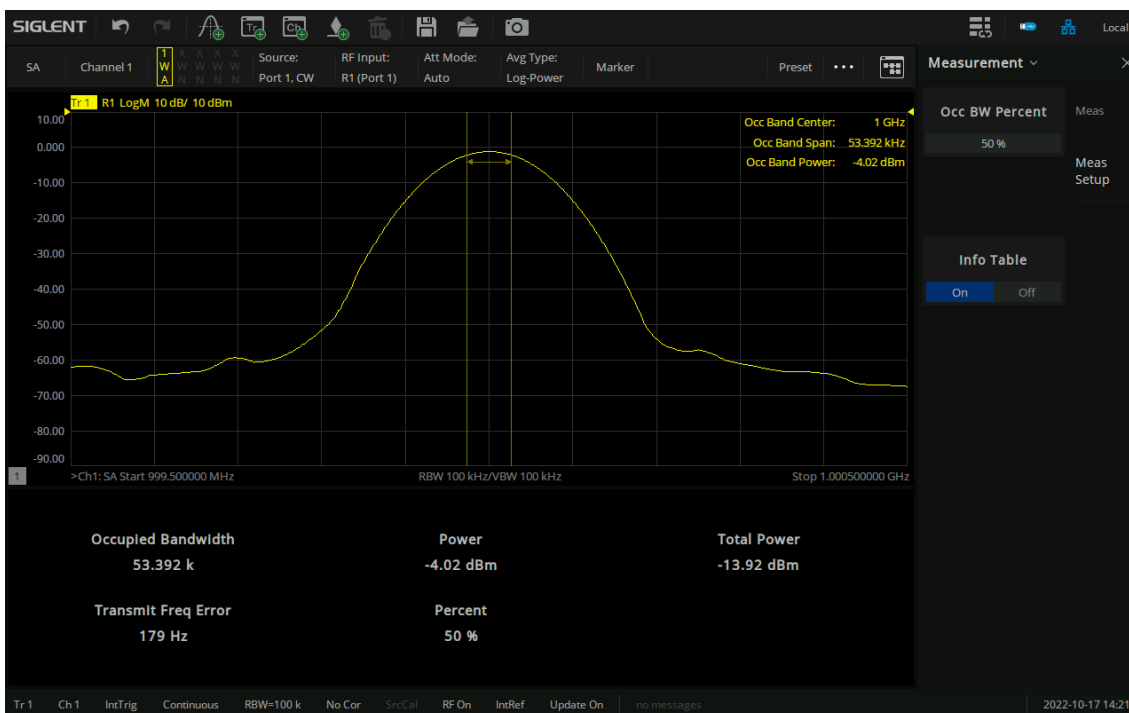 SIGLENT
Local
SA
Channel 1
1 X X X X
W W W W W
A N N N N
Source:
Port 1, CW
RF Input:
R1 (Port 1)
Att Mode:
Auto
Avg Type:
Log-Power
Marker
Preset
Measurement
Tr 1 R1 LogM 10 dB/ 10 dBm
10.00
0.000
-10.00
-20.00
-30.00
-40.00
-50.00
-60.00
-70.00
-80.00
-90.00
Occ Band Center: 1 GHz
Occ Band Span: 53.392 kHz
Occ Band Power: -4.02 dBm
1
>Ch1: SA Start 999.500000 MHz
RBW 100 kHz/VBW 100 kHz
Stop 1.000500000 GHz
Occ BW Percent
50 %
Info Table
On Off
Meas
Meas
Setup
Occupied Bandwidth
53.392 k
Power
-4.02 dBm
Total Power
-13.92 dBm
Transmit Freq Error
179 Hz
Percent
50 %
Tr 1 Ch 1 IntTrig Continuous RBW=100 k No Cor SrcCal RF On IntRef Update On no messages 2022-10-17 14:21